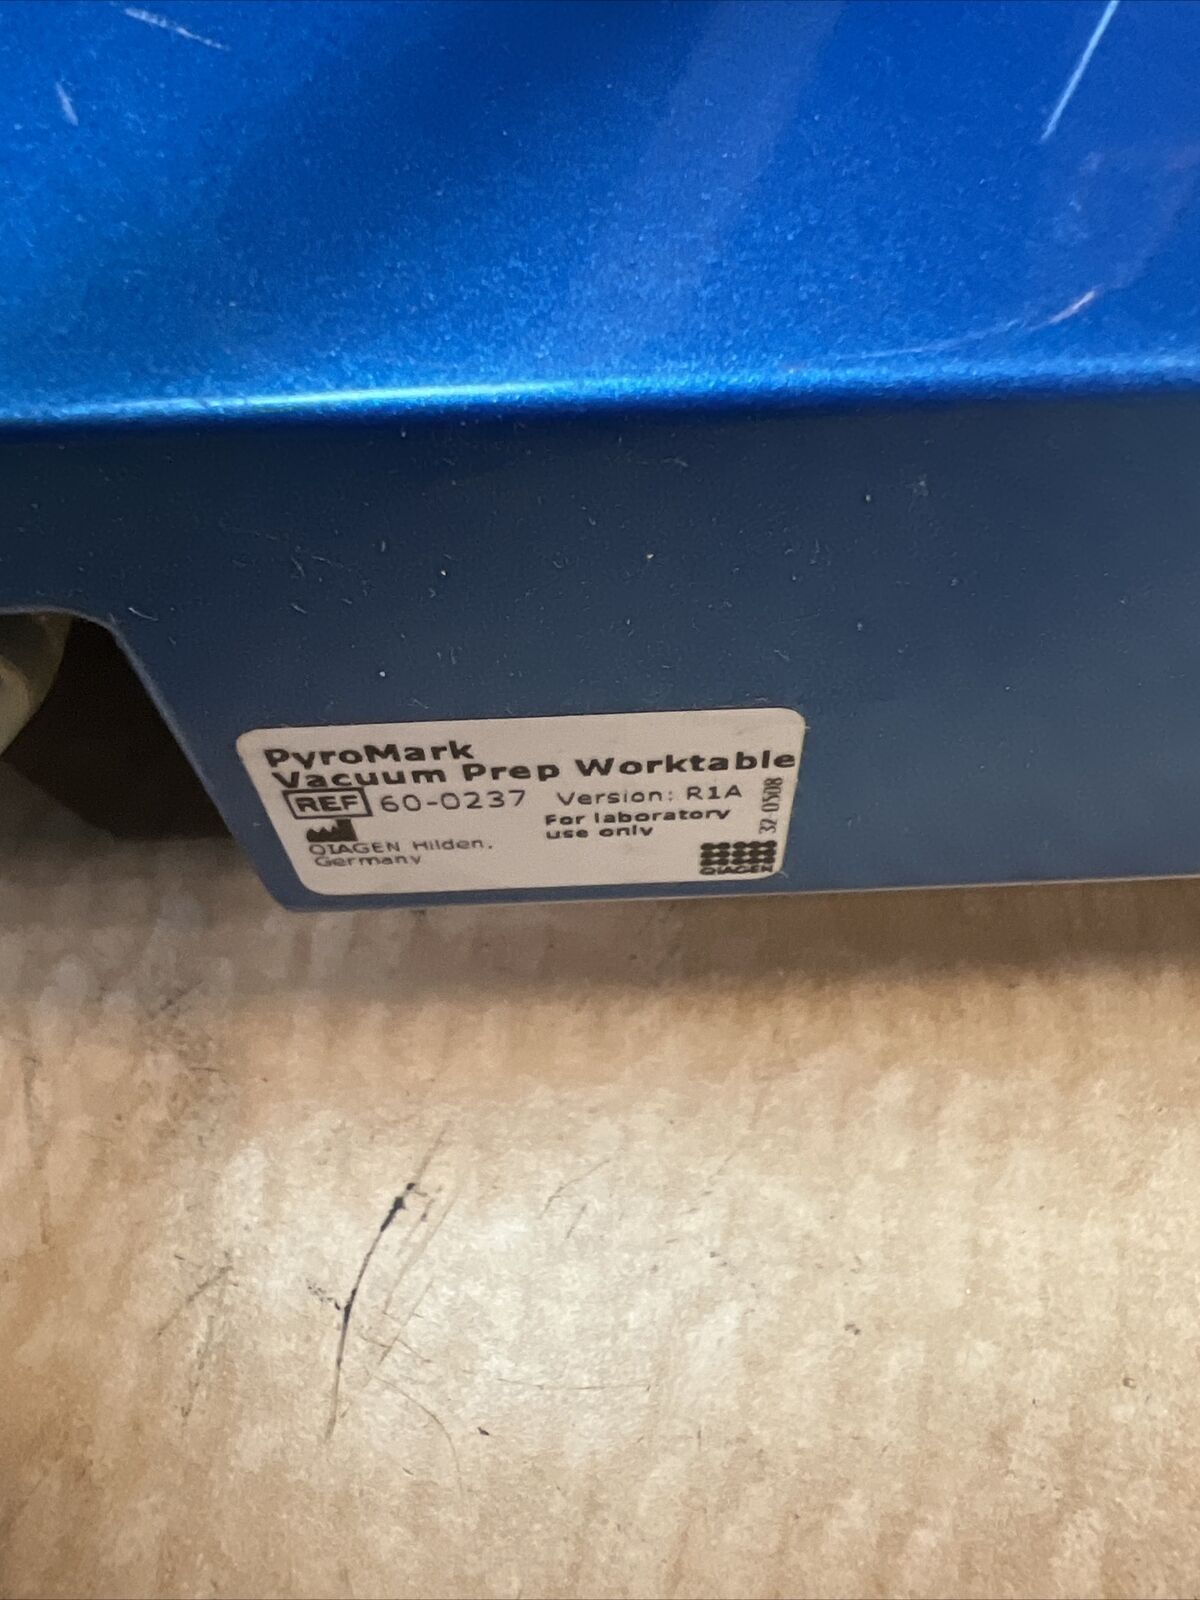 PyroMark
Vacuum Prep Worktable
REF 60-0237 Version: R1A
For laboratory
use only
QIAGEN Hilden,
Germany
32-0508
QIAGEN